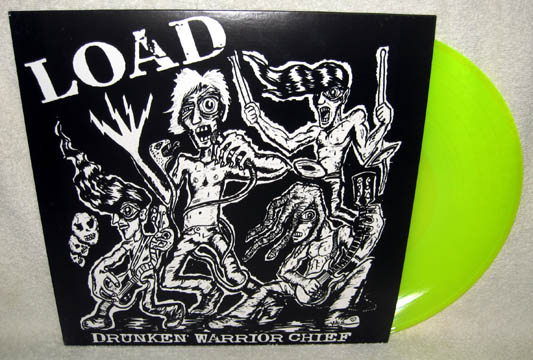 LOAD
DRUNKEN WARRIOR CHIEF